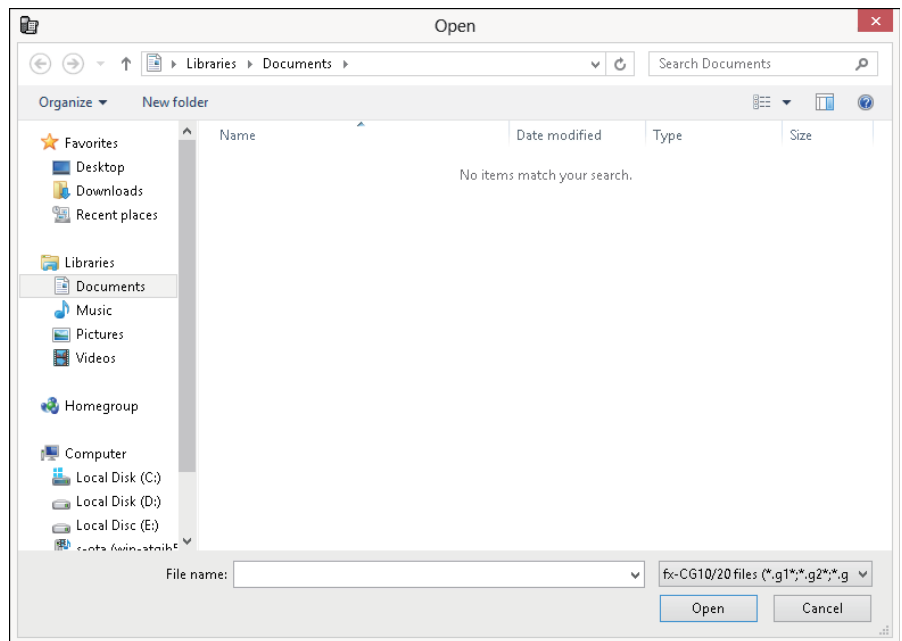 Open
Libraries Documents
Search Documents
Organize
New folder
Name
Date modified
Type
Size
No items match your search.
Favorites
Desktop
Downloads
Recent places
Libraries
Documents
Music
Pictures
Videos
Homegroup
Computer
Local Disk (C:)
Local Disk (D:)
Local Disc (E:)
File name:
fx-CG10/20 files (*.g1*;*.g2*;*.g
Open
Cancel